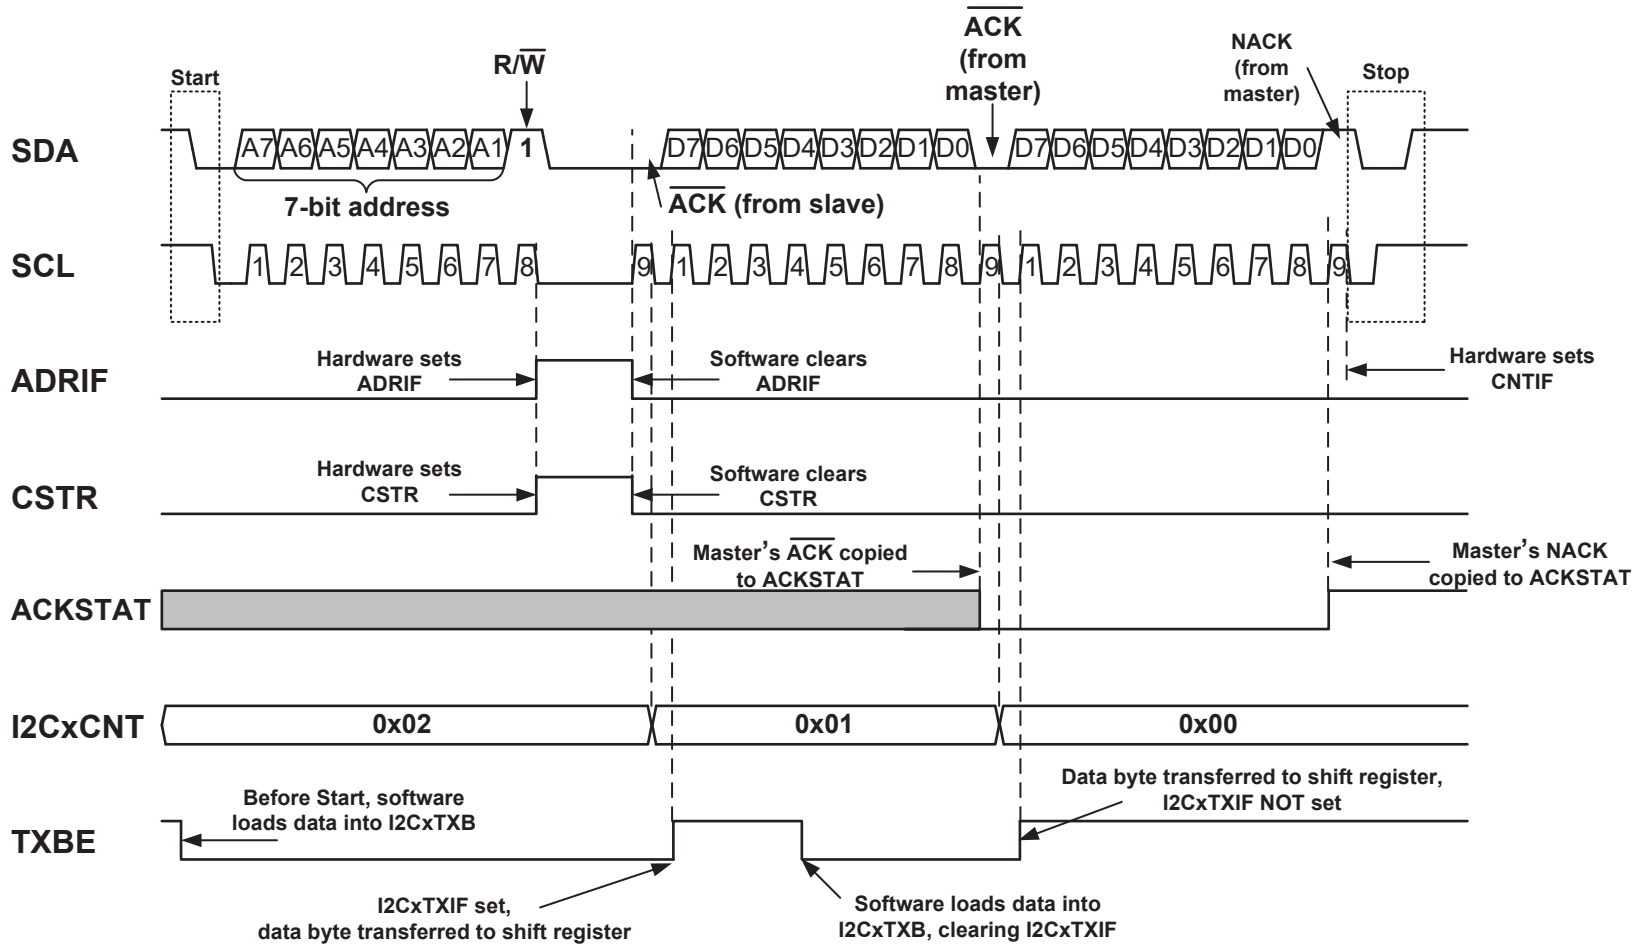 ACK
(from
master)
NACK
(from
master)
Start
R/W
Stop
SDA
A7 A6 A5 A4 A3 A2 A1 1 D7 D6 D5 D4 D3 D2 D1 D0 D7 D6 D5 D4 D3 D2 D1 D0
7-bit address
ACK (from slave)
SCL
1 2 3 4 5 6 7 8 9 1 2 3 4 5 6 7 8 9 1 2 3 4 5 6 7 8 9
ADRIF
Hardware sets
ADRIF
Software clears
ADRIF
Hardware sets
CNTIF
CSTR
Hardware sets
CSTR
Software clears
CSTR
ACKSTAT
Master’s ACK copied
to ACKSTAT
Master’s NACK
copied to ACKSTAT
I2CxCNT
0x02 0x01 0x00
TXBE
Before Start, software
loads data into I2CxTXB
Data byte transferred to shift register,
I2CxTXIF NOT set
I2CxTXIF set,
data byte transferred to shift register
Software loads data into
I2CxTXB, clearing I2CxTXIF